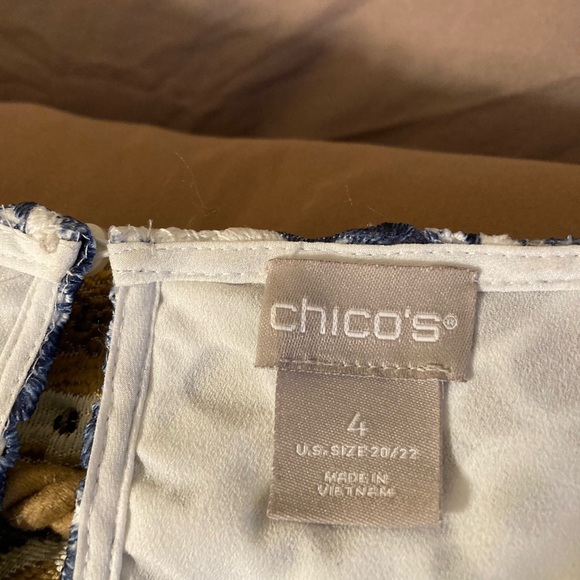 chico's®
4
U.S. SIZE 20/22
MADE IN
VIETNAM